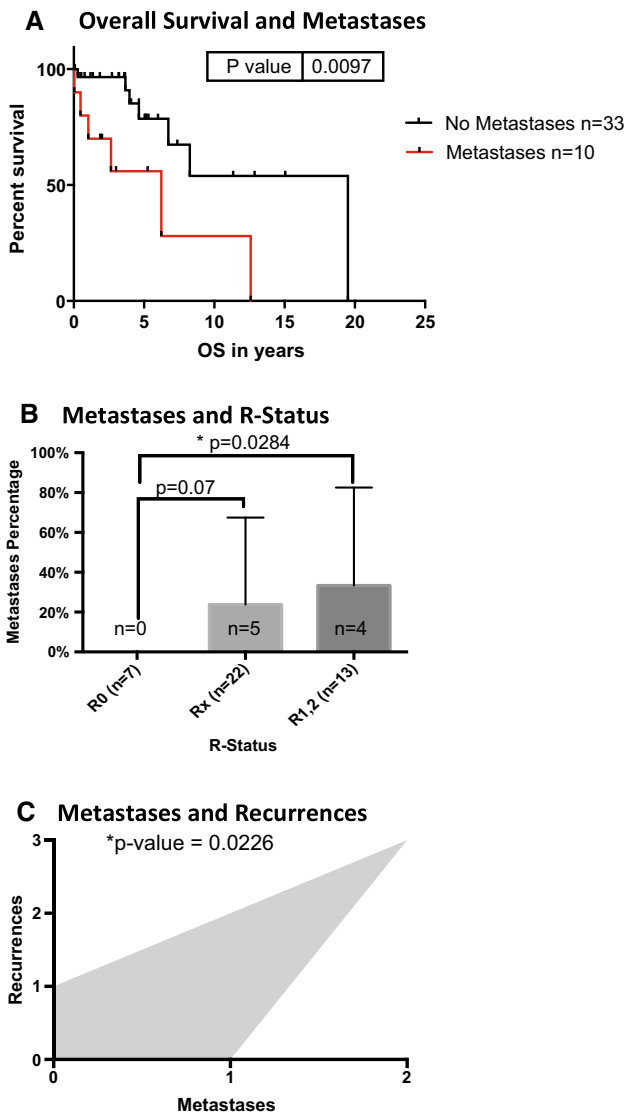 A Overall Survival and Metastases
P value 0.0097
100
50
0
Percent survival
0 5 10 15 20 25
OS in years
No Metastases n=33
Metastases n=10
B Metastases and R-Status
* p=0.0284
p=0.07
100%
80%
60%
40%
20%
0%
Metastases Percentage
n=0 n=5 n=4
R0 (n=7) Rx (n=22) R1,2 (n=13)
R-Status
C Metastases and Recurrences
*p-value = 0.0226
3
2
1
0
Recurrences
0 1 2
Metastases